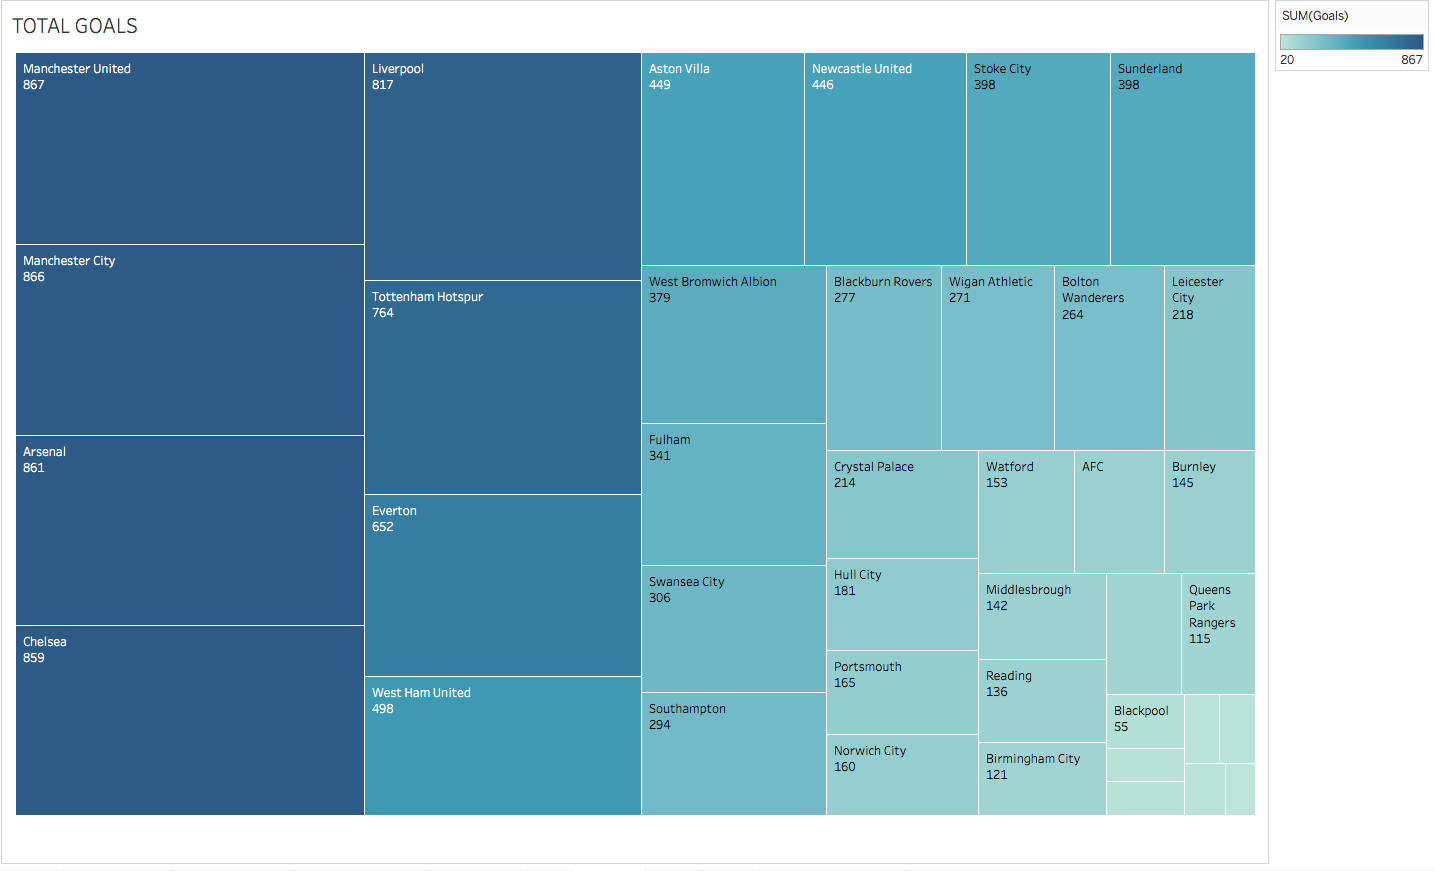 TOTAL GOALS
SUM(Goals)
20 867
Manchester United
867
Manchester City
866
Arsenal
861
Chelsea
859
Liverpool
817
Tottenham Hotspur
764
Everton
652
West Ham United
498
Aston Villa
449
Newcastle United
446
Stoke City
398
Sunderland
398
West Bromwich Albion
379
Fulham
341
Swansea City
306
Southampton
294
Blackburn Rovers
277
Wigan Athletic
271
Bolton
Wanderers
264
Leicester
City
218
Crystal Palace
214
Hull City
181
Portsmouth
165
Norwich City
160
Watford
153
AFC
Burnley
145
Middlesbrough
142
Reading
136
Birmingham City
121
Queens
Park
Rangers
115
Blackpool
55